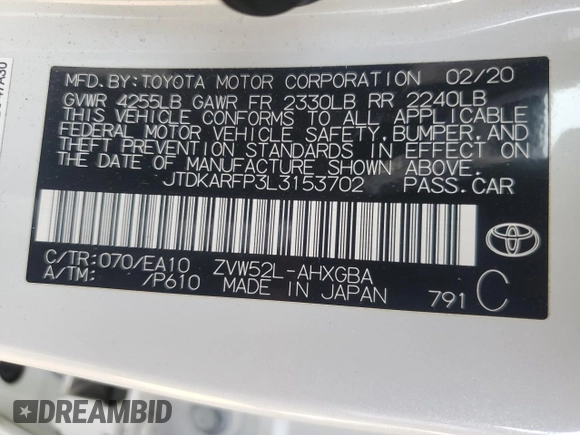 MFD. BY: TOYOTA MOTOR CORPORATION 02/20
GVWR 4255LB GAWR FR 2330LB RR 2240LB
THIS VEHICLE CONFORMS TO ALL APPLICABLE
FEDERAL MOTOR VEHICLE SAFETY, BUMPER, AND
THEFT PREVENTION STANDARDS IN EFFECT ON
THE DATE OF MANUFACTURE SHOWN ABOVE.
JTDKARFP3L3153702 PASS.CAR
C/TR:070/EA10 ZVW52L-AHXGBA
A/TM: /P610 MADE IN JAPAN 791 C
TOYOTA
DREAMBID